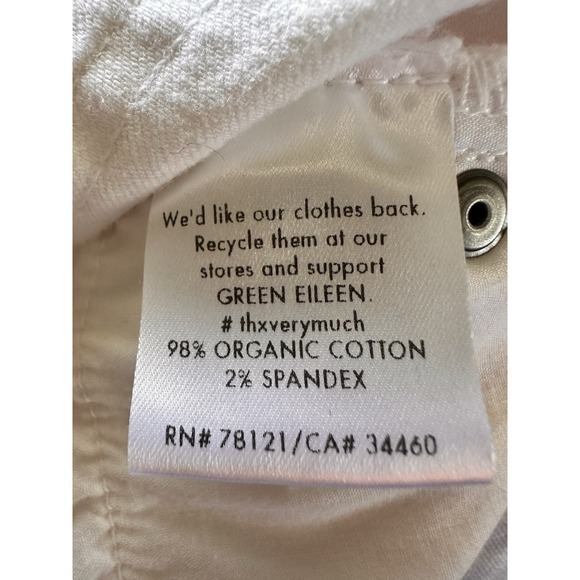 We'd like our clothes back.
Recycle them at our
stores and support
GREEN EILEEN.
# thxverymuch
98% ORGANIC COTTON
2% SPANDEX
RN# 78121/CA# 34460